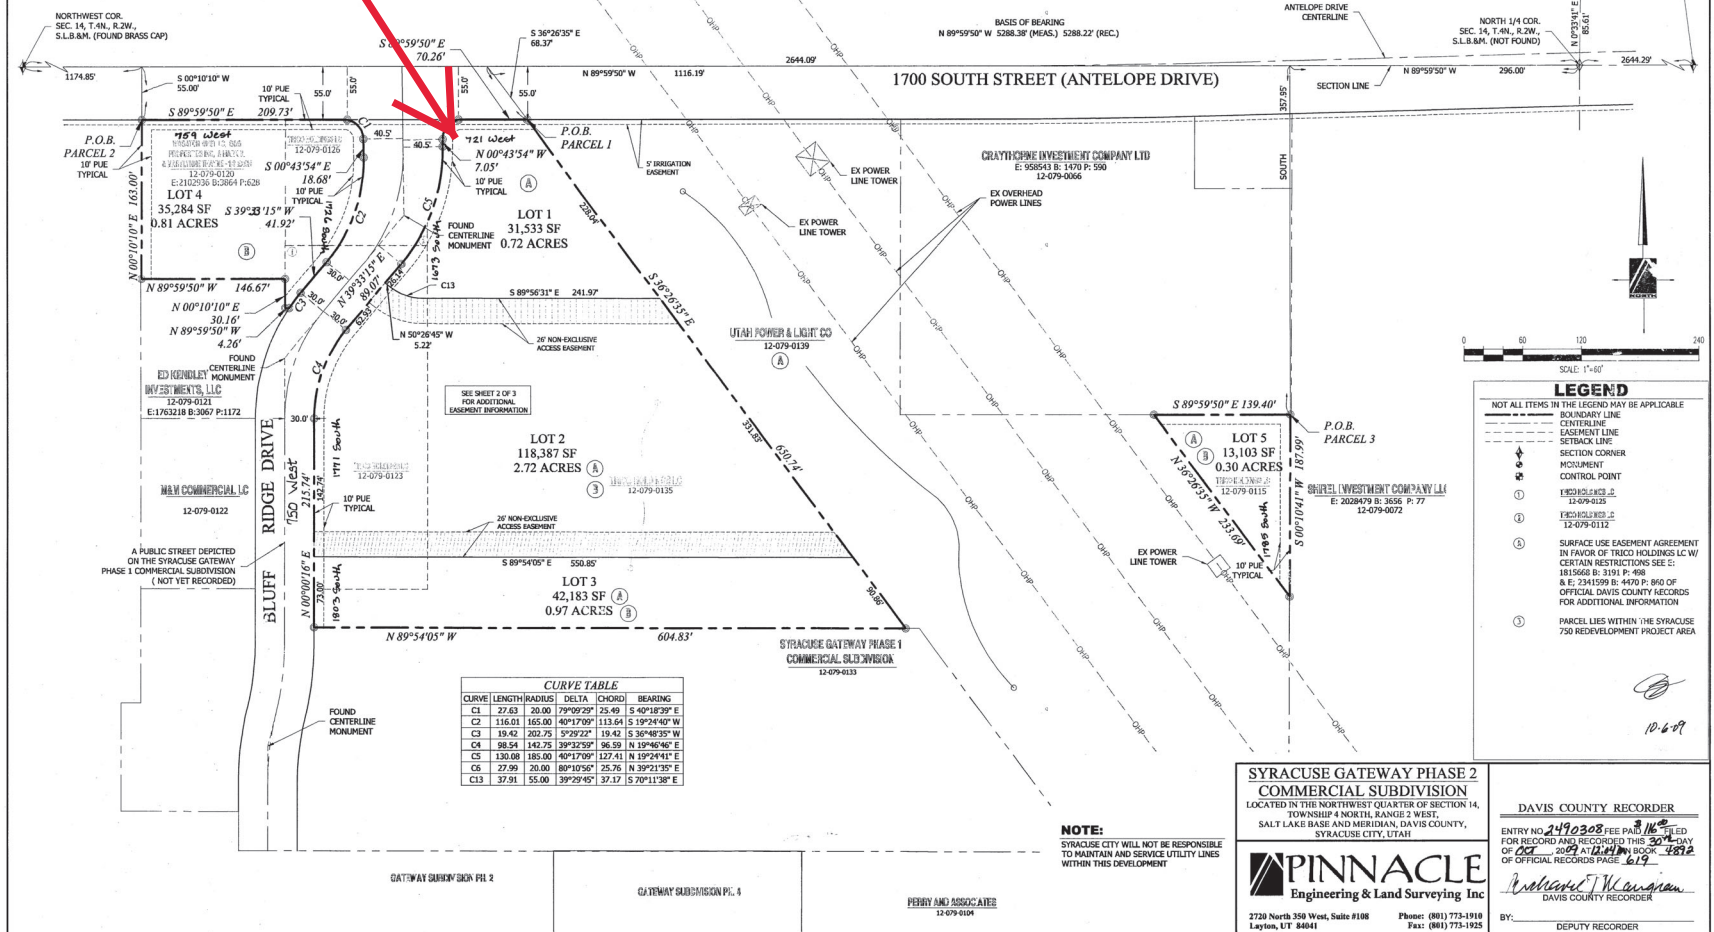 NORTHWEST COR.
SEC. 14, T.4N., R.2W.,
S.L.B.&M. (FOUND BRASS CAP)
1174.85'
S 00°10'10" W
55.00'
10' PUE
TYPICAL
55.0'
55.0'
70.26'
S 36°26'35" E
68.37'
55.0'
55.0'
BASIS OF BEARING
N 89°59'50" W 5288.38' (MEAS.) 5288.22' (REC.)
N 89°59'50" W 1116.19'
2644.09'
1700 SOUTH STREET (ANTELOPE DRIVE)
ANTELOPE DRIVE
CENTERLINE
NORTH 1/4 COR.
SEC. 14, T.4N., R.2W.,
S.L.B.&M. (NOT FOUND)
N 0°33'41" E
85.61'
SECTION LINE
N 89°59'50" W 296.00'
2644.29'
357.95'
SOUTH
S 89°59'50" E 209.73'
P.O.B.
PARCEL 2
10' PUE
TYPICAL
N 00°10'10" E 163.00'
759 West
12-079-0120
E:2102936 B:3864 P:628
LOT 4
35,284 SF
0.81 ACRES
B
12-079-0126
C1
40.5'
40.5'
S 00°43'54" E
18.68'
10' PUE
TYPICAL
S 39°33'15" W
41.92'
1726 South
C2
721 West
N 00°43'54" W
7.05'
10' PUE
TYPICAL
A
P.O.B.
PARCEL 1
5' IRRIGATION
EASEMENT
LOT 1
31,533 SF
0.72 ACRES
228.04'
C5
FOUND
CENTERLINE
MONUMENT
1673 South
C13
S 89°56'31" E 241.97'
S 36°26'35" E
N 89°59'50" W 146.67'
N 00°10'10" E
30.16'
N 89°59'50" W
4.26'
C3
30.0'
30.0'
30.0'
N 39°33'15" E
89.07'
26.14'
62.93'
N 50°26'45" W
5.22'
26' NON-EXCLUSIVE
ACCESS EASEMENT
FOUND
CENTERLINE
MONUMENT
C4
ED KENDLEY
INVESTMENTS, LLC
12-079-0121
E:1763218 B:3067 P:1172
30.0'
SEE SHEET 2 OF 3
FOR ADDITIONAL
EASEMENT INFORMATION
LOT 2
118,387 SF
2.72 ACRES A
3
12-079-0123
12-079-0135
331.83'
650.74'
1771 South
BLUFF RIDGE DRIVE
750 West
215.74'
142.74'
10' PUE
TYPICAL
M&M COMMERCIAL LC
12-079-0122
A PUBLIC STREET DEPICTED
ON THE SYRACUSE GATEWAY
PHASE 1 COMMERCIAL SUBDIVISION
( NOT YET RECORDED)
26' NON-EXCLUSIVE
ACCESS EASEMENT
S 89°54'05" E 550.85'
N 00°00'16" E
73.00'
1803 South
LOT 3
42,183 SF A
0.97 ACRES B
90.86'
N 89°54'05" W 604.83'
SYRACUSE GATEWAY PHASE 1
COMMERCIAL SUBDIVISION
12-079-0133
CRAYTHORNE INVESTMENT COMPANY LTD
E: 958543 B: 1470 P: 590
12-079-0066
EX POWER
LINE TOWER
EX POWER
LINE TOWER
EX OVERHEAD
POWER LINES
UTAH POWER & LIGHT CO
12-079-0139
A
S 89°59'50" E 139.40'
P.O.B.
PARCEL 3
A
B
LOT 5
13,103 SF
0.30 ACRES
12-079-0115
N 36°26'35" W 233.69'
1785 South
S 00°10'41" W 187.99'
EX POWER
LINE TOWER
10' PUE
TYPICAL
E: 2028479 B: 3656 P: 77
12-079-0072
NORTH
0 60 120 240
SCALE: 1"=60'
LEGEND
NOT ALL ITEMS IN THE LEGEND MAY BE APPLICABLE
BOUNDARY LINE
CENTERLINE
EASEMENT LINE
SETBACK LINE
SECTION CORNER
MONUMENT
CONTROL POINT
1
12-079-0125
2
12-079-0112
A SURFACE USE EASEMENT AGREEMENT
IN FAVOR OF TRICO HOLDINGS LC W/
CERTAIN RESTRICTIONS SEE E:
1815668 B: 3191 P: 498
& E; 2341599 B: 4470 P: 860 OF
OFFICIAL DAVIS COUNTY RECORDS
FOR ADDITIONAL INFORMATION
3 PARCEL LIES WITHIN THE SYRACUSE
750 REDEVELOPMENT PROJECT AREA
10-6-09
CURVE TABLE
CURVE LENGTH RADIUS DELTA CHORD BEARING
C1 27.63 20.00 79°09'29" 25.49 S 40°18'39" E
C2 116.01 165.00 40°17'09" 113.64 S 19°24'40" W
C3 19.42 202.75 5°29'22" 19.42 S 36°48'35" W
C4 98.54 142.75 39°32'59" 96.59 N 19°46'46" E
C5 130.08 185.00 40°17'09" 127.41 N 19°24'41" E
C6 27.99 20.00 80°10'56" 25.76 N 39°21'35" E
C13 37.91 55.00 39°29'45" 37.17 S 70°11'38" E
FOUND
CENTERLINE
MONUMENT
GATEWAY SUBDIVISION PH. 2
GATEWAY SUBDIVISION PH. 4
PERRY AND ASSOCIATES
12-079-0104
NOTE:
SYRACUSE CITY WILL NOT BE RESPONSIBLE
TO MAINTAIN AND SERVICE UTILITY LINES
WITHIN THIS DEVELOPMENT
SYRACUSE GATEWAY PHASE 2
COMMERCIAL SUBDIVISION
LOCATED IN THE NORTHWEST QUARTER OF SECTION 14,
TOWNSHIP 4 NORTH, RANGE 2 WEST,
SALT LAKE BASE AND MERIDIAN, DAVIS COUNTY,
SYRACUSE CITY, UTAH
PINNACLE
Engineering & Land Surveying Inc
2720 North 350 West, Suite #108 Phone: (801) 773-1910
Layton, UT 84041 Fax: (801) 773-1925
DAVIS COUNTY RECORDER
ENTRY NO 2490308 FEE PAID $116.00 FILED
FOR RECORD AND RECORDED THIS 30th DAY
OF OCT, 2009 AT 12:04 PM IN BOOK 4892
OF OFFICIAL RECORDS PAGE 619
DAVIS COUNTY RECORDER
BY:
DEPUTY RECORDER